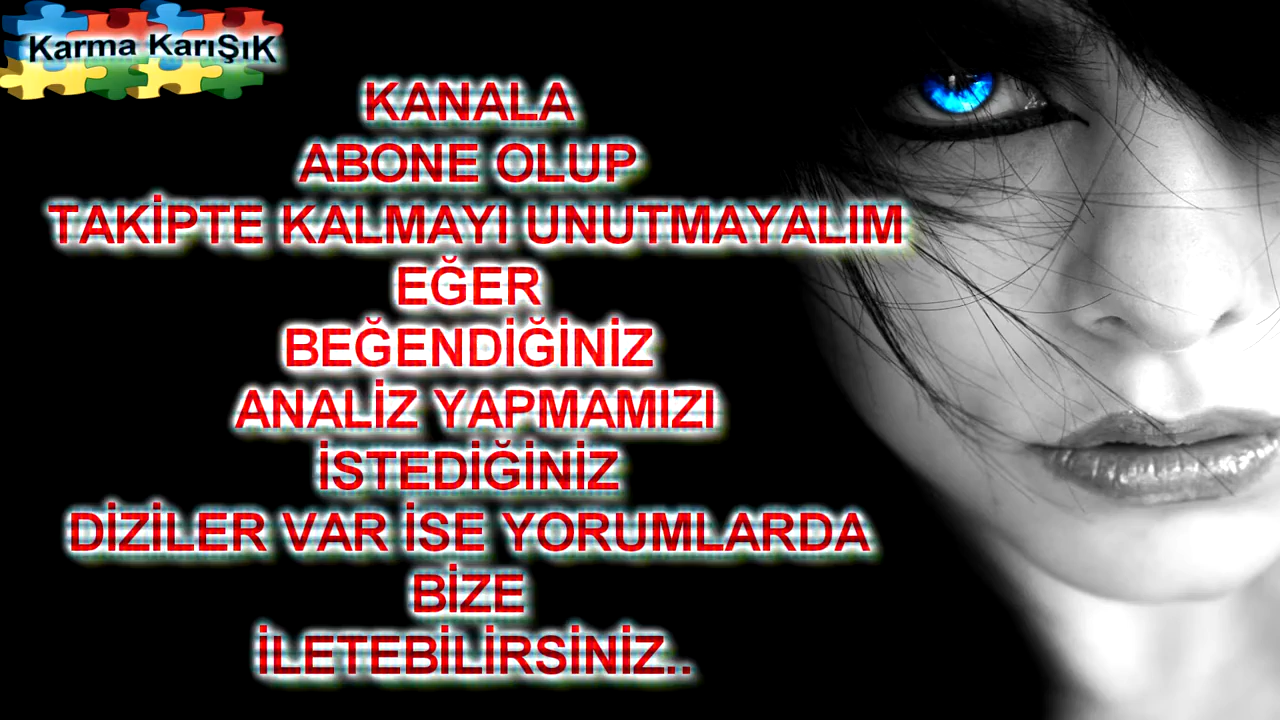 Karma KarıŞıK
KANALA
ABONE OLUP
TAKİPTE KALMAYI UNUTMAYALIM
EĞER
BEĞENDİĞİNİZ
ANALİZ YAPMAMIZI
İSTEDİĞİNİZ
DİZİLER VAR İSE YORUMLARDA
BİZE
İLETEBİLİRSİNİZ..